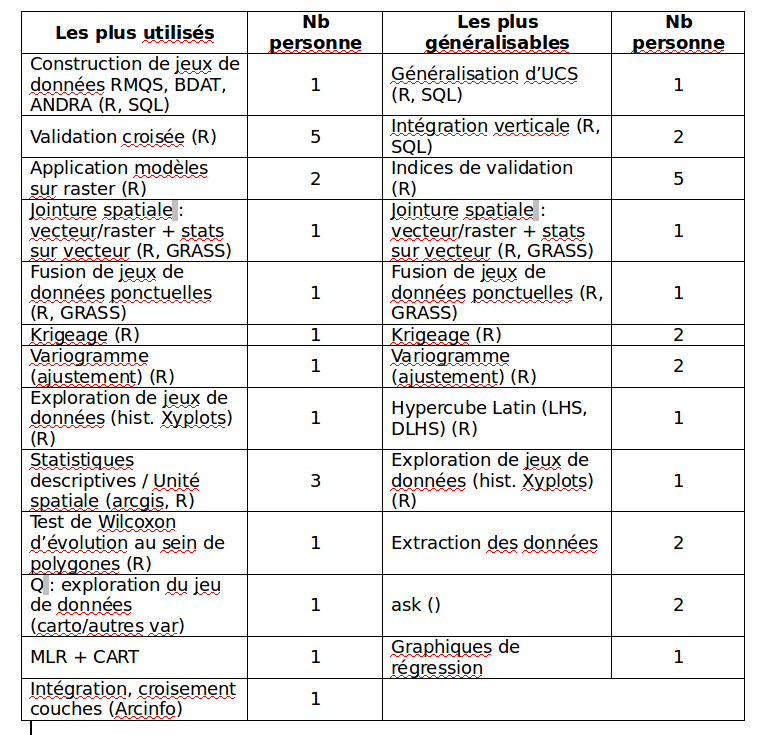 Les plus utilisés
Nb
personne
Les plus
généralisables
Nb
personne
Construction de jeux de
données RMQS, BDAT,
ANDRA (R, SQL)
1
Généralisation d’UCS
(R, SQL)
1
Validation croisée (R)
5
Intégration verticale (R,
SQL)
2
Application modèles
sur raster (R)
2
Indices de validation
(R)
5
Jointure spatiale :
vecteur/raster + stats
sur vecteur (R, GRASS)
1
Jointure spatiale :
vecteur/raster + stats
sur vecteur (R, GRASS)
1
Fusion de jeux de
données ponctuelles
(R, GRASS)
1
Fusion de jeux de
données ponctuelles (R,
GRASS)
1
Krigeage (R)
1
Krigeage (R)
2
Variogramme
(ajustement) (R)
1
Variogramme
(ajustement) (R)
2
Exploration de jeux de
données (hist. Xyplots)
(R)
1
Hypercube Latin (LHS,
DLHS) (R)
1
Statistiques
descriptives / Unité
spatiale (arcgis, R)
3
Exploration de jeux de
données (hist. Xyplots)
(R)
1
Test de Wilcoxon
d’évolution au sein de
polygones (R)
1
Extraction des données
2
Q : exploration du jeu
de données
(carto/autres var)
1
ask ()
2
MLR + CART
1
Graphiques de
régression
1
Intégration, croisement
couches (Arcinfo)
1